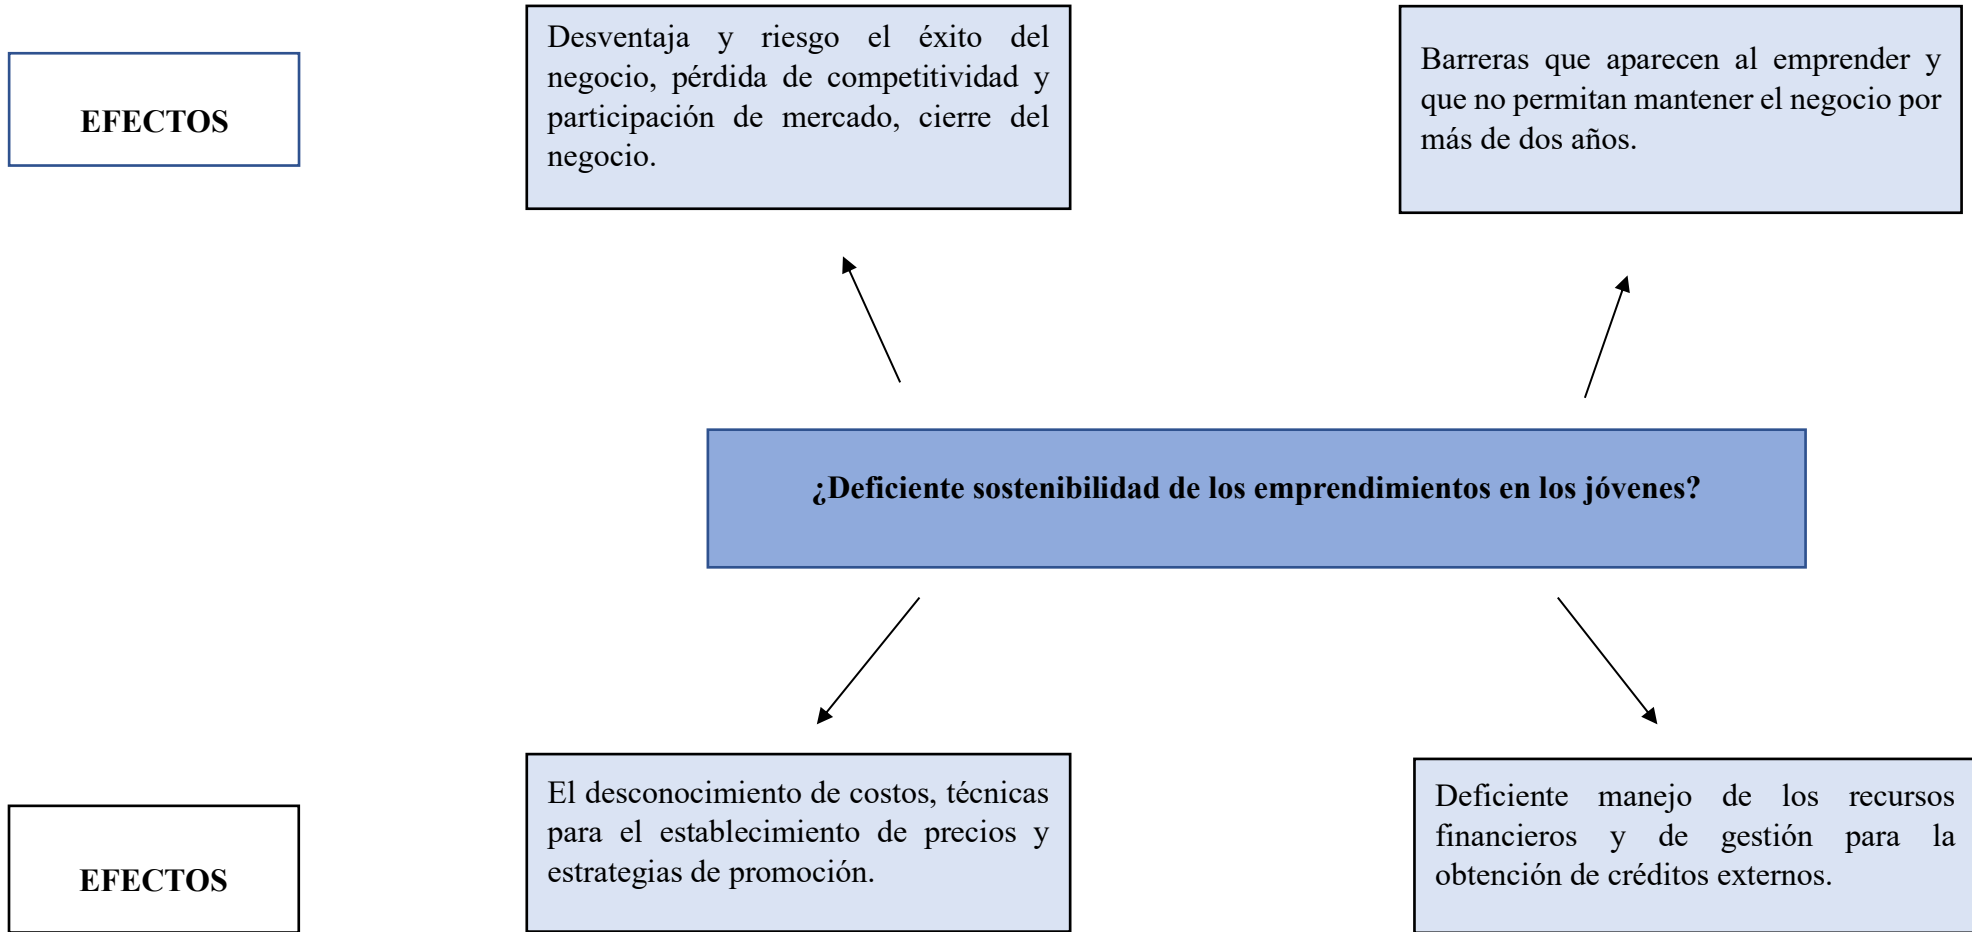 EFECTOS
Desventaja y riesgo el éxito del
negocio, pérdida de competitividad y
participación de mercado, cierre del
negocio.
Barreras que aparecen al emprender y
que no permitan mantener el negocio por
más de dos años.
¿Deficiente sostenibilidad de los emprendimientos en los jóvenes?
EFECTOS
El desconocimiento de costos, técnicas
para el establecimiento de precios y
estrategias de promoción.
Deficiente manejo de los recursos
financieros y de gestión para la
obtención de créditos externos.